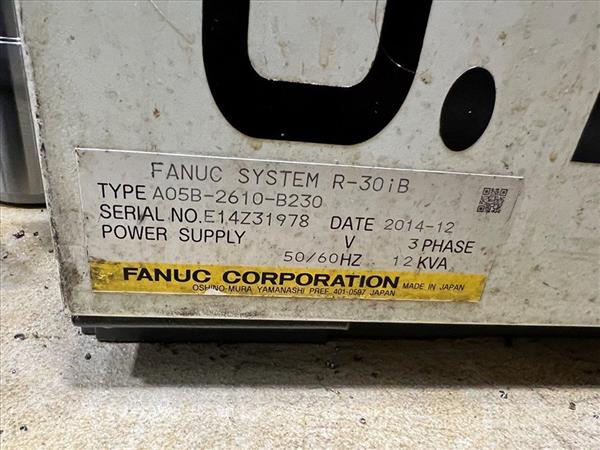 0.
FANUC SYSTEM R-30iB
TYPE A05B-2610-B230
SERIAL NO.E14Z31978 DATE 2014-12
POWER SUPPLY V 3 PHASE
50/60HZ 12 KVA
FANUC CORPORATION MADE IN JAPAN
OSHINO-MURA YAMANASHI PREF. 401-0597 JAPAN